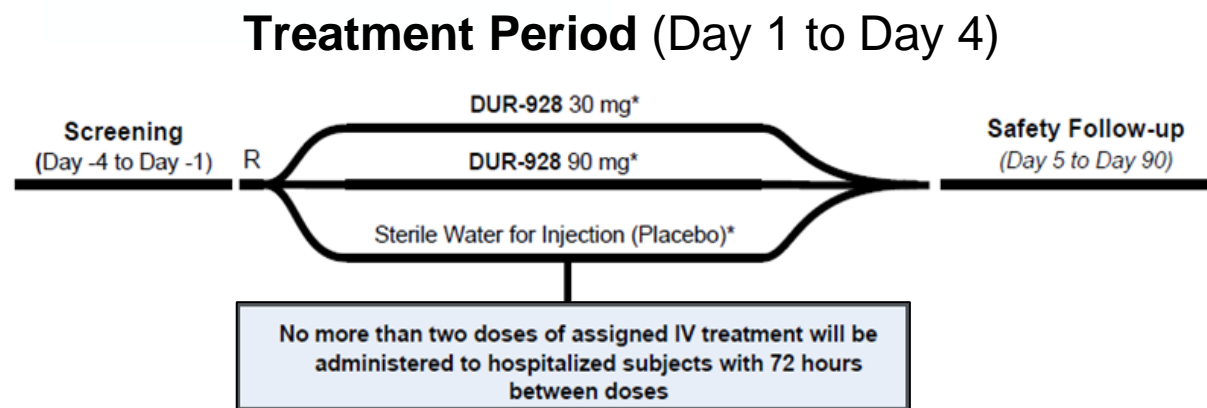 Treatment Period (Day 1 to Day 4)
DUR-928 30 mg*
Screening
(Day -4 to Day -1)
R
DUR-928 90 mg*
Safety Follow-up
(Day 5 to Day 90)
Sterile Water for Injection (Placebo)*
No more than two doses of assigned IV treatment will be
administered to hospitalized subjects with 72 hours
between doses